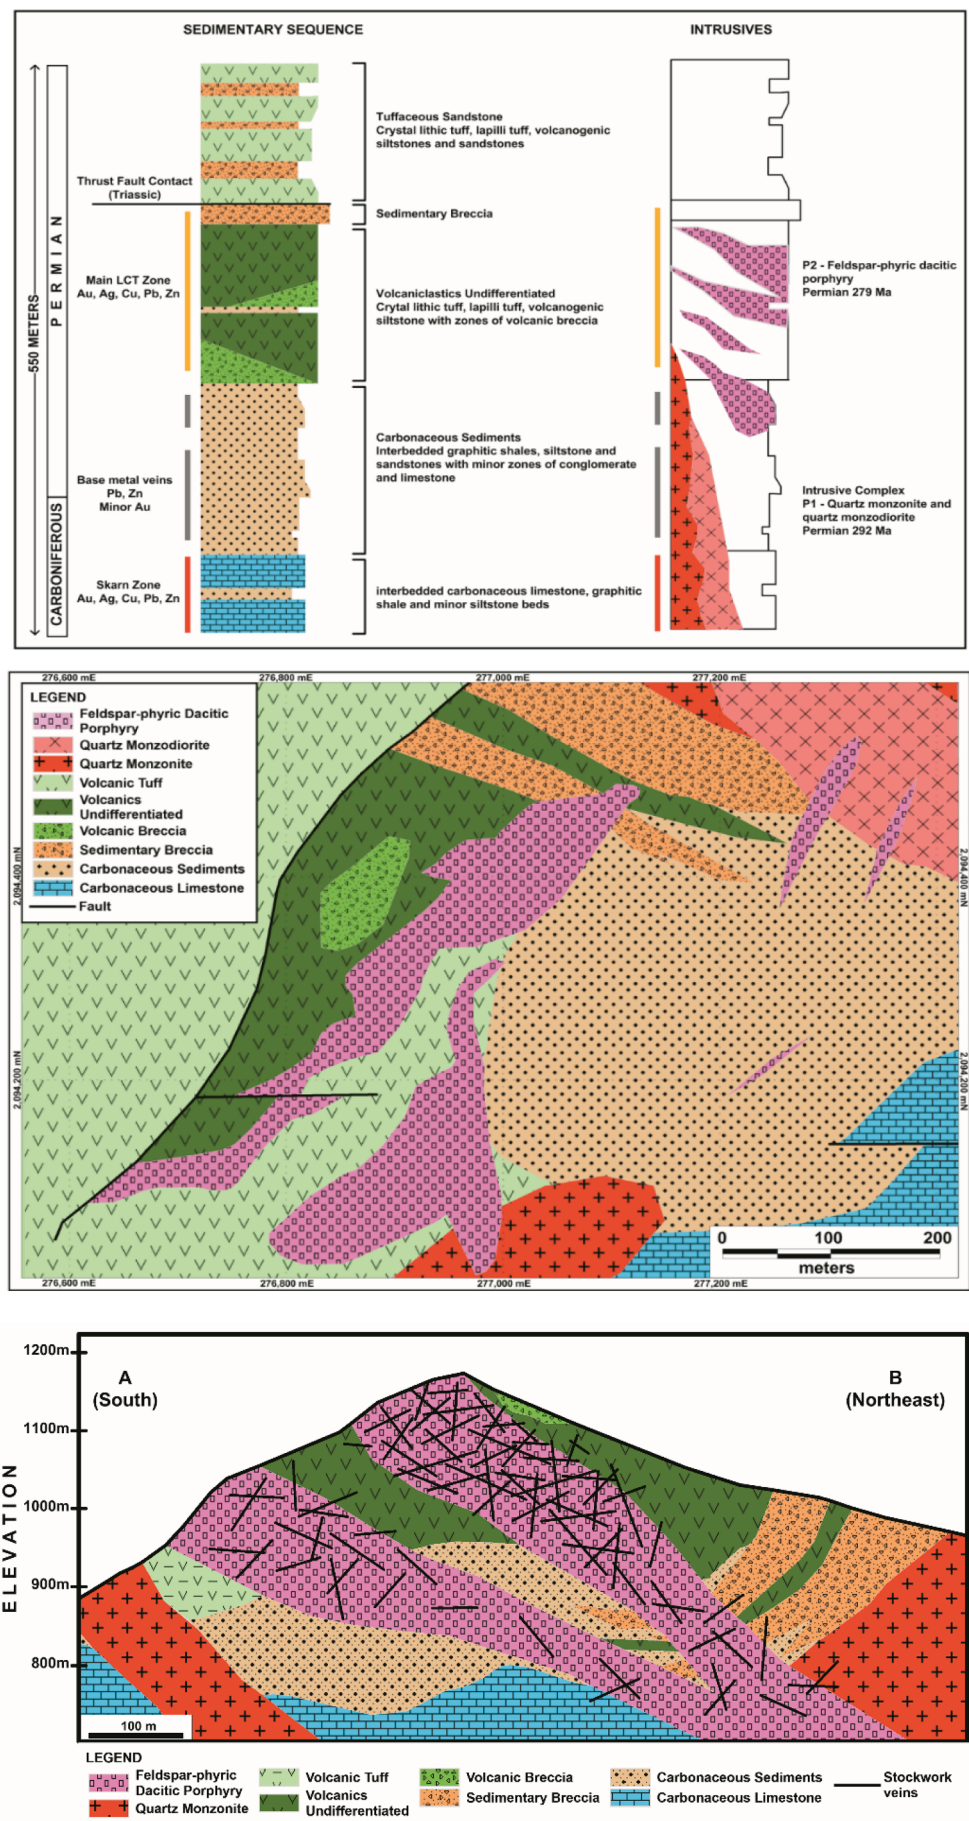 SEDIMENTARY SEQUENCE
INTRUSIVES
550 METERS
PERMIAN
CARBONIFEROUS
Thrust Fault Contact
(Triassic)
Main LCT Zone
Au, Ag, Cu, Pb, Zn
Base metal veins
Pb, Zn
Minor Au
Skarn Zone
Au, Ag, Cu, Pb, Zn
Tuffaceous Sandstone
Crystal lithic tuff, lapilli tuff, volcanogenic
siltstones and sandstones
Sedimentary Breccia
Volcaniclastics Undifferentiated
Crytal lithic tuff, lapilli tuff, volcanogenic
siltstone with zones of volcanic breccia
Carbonaceous Sediments
Interbedded graphitic shales, siltstone and
sandstones with minor zones of conglomerate
and limestone
interbedded carbonaceous limestone, graphitic
shale and minor siltstone beds
P2 - Feldspar-phyric dacitic
porphyry
Permian 279 Ma
Intrusive Complex
P1 - Quartz monzonite and
quartz monzodiorite
Permian 292 Ma
276,600 mE
276,800 mE
277,000 mE
277,200 mE
LEGEND
Feldspar-phyric Dacitic
Porphyry
Quartz Monzodiorite
Quartz Monzonite
Volcanic Tuff
Volcanics
Undifferentiated
Volcanic Breccia
Sedimentary Breccia
Carbonaceous Sediments
Carbonaceous Limestone
Fault
2,094,400 mN
2,094,400 mN
2,094,200 mN
2,094,200 mN
0 100 200
meters
276,600 mE
276,800 mE
277,000 mE
277,200 mE
ELEVATION
1200m
1100m
1000m
900m
800m
A
(South)
B
(Northeast)
100 m
LEGEND
Feldspar-phyric
Dacitic Porphyry
Quartz Monzonite
Volcanic Tuff
Volcanics
Undifferentiated
Volcanic Breccia
Sedimentary Breccia
Carbonaceous Sediments
Carbonaceous Limestone
Stockwork
veins